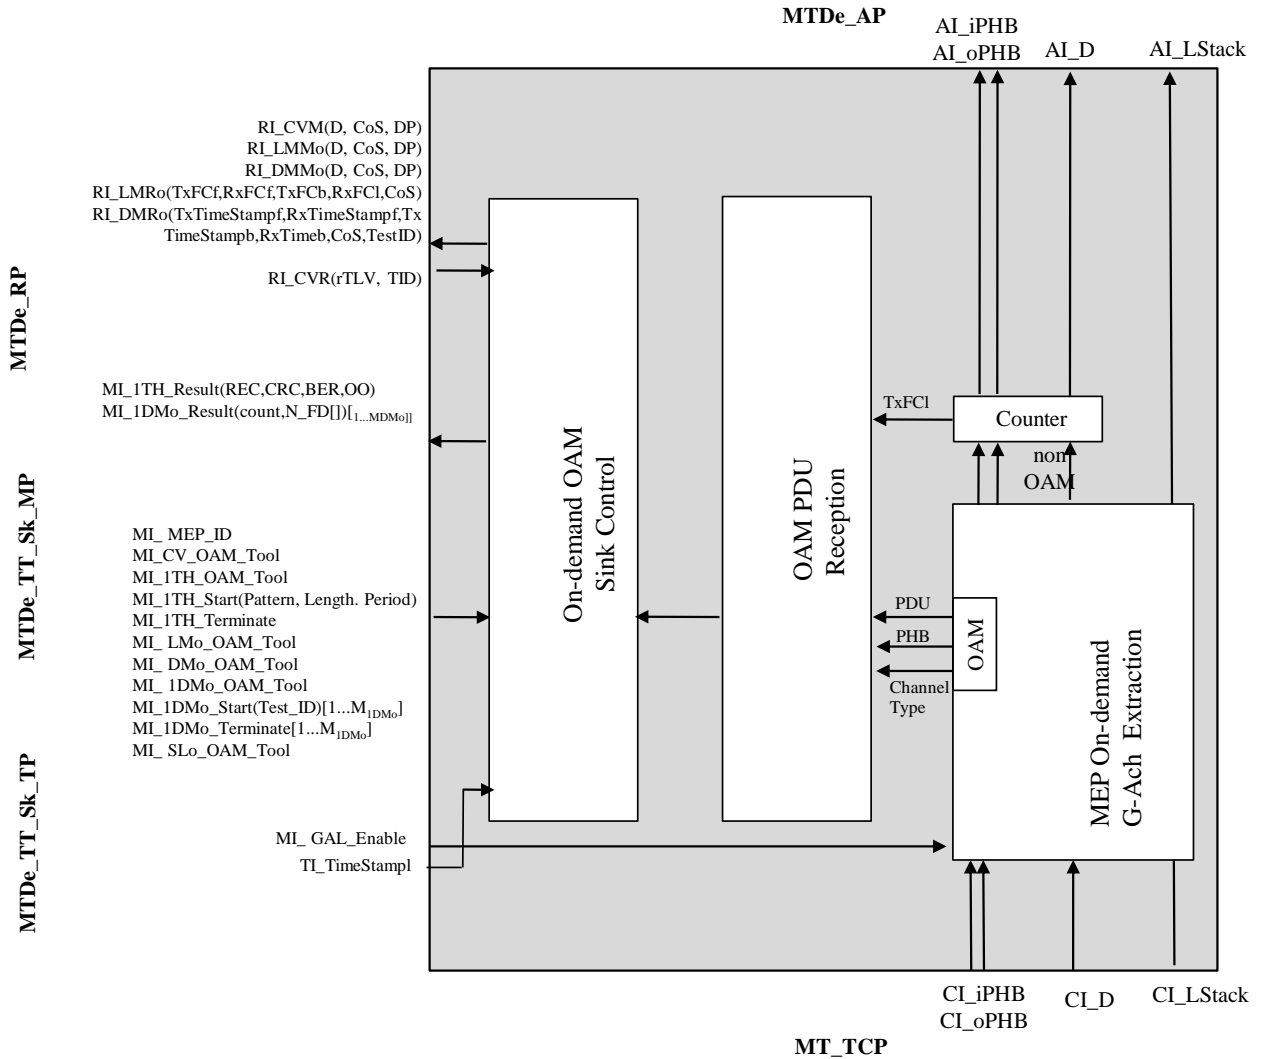 MTDe_AP
AI_iPHB
AI_oPHB
AI_D
AI_LStack
RI_CVM(D, CoS, DP)
RI_LMMo(D, CoS, DP)
RI_DMMo(D, CoS, DP)
RI_LMRo(TxFCf,RxFCf,TxFCb,RxFCl,CoS)
RI_DMRo(TxTimeStampf,RxTimeStampf,Tx
TimeStampb,RxTimeb,CoS,TestID)
RI_CVR(rTLV, TID)
MTDe_RP
MI_1TH_Result(REC,CRC,BER,OO)
MI_1DMo_Result(count,N_FD[])[1...MDMo]]
MTDe_TT_Sk_MP
MI_ MEP_ID
MI_CV_OAM_Tool
MI_1TH_OAM_Tool
MI_1TH_Start(Pattern, Length. Period)
MI_1TH_Terminate
MI_ LMo_OAM_Tool
MI_ DMo_OAM_Tool
MI_ 1DMo_OAM_Tool
MI_1DMo_Start(Test_ID)[1...M1DMo]
MI_1DMo_Terminate[1...M1DMo]
MI_ SLo_OAM_Tool
MTDe_TT_Sk_TP
MI_ GAL_Enable
TI_TimeStampl
On-demand OAM
Sink Control
OAM PDU
Reception
TxFCl
Counter
non
OAM
PDU
PHB
Channel
Type
OAM
MEP On-demand
G-Ach Extraction
CI_iPHB
CI_oPHB
CI_D
CI_LStack
MT_TCP